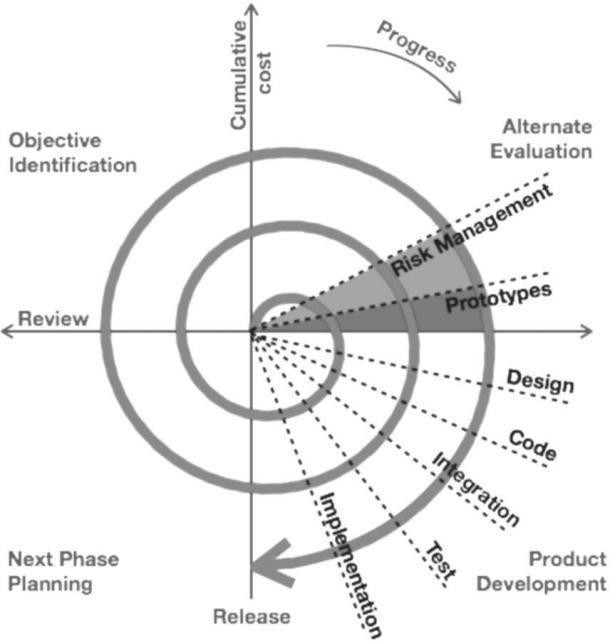 Cumulative
cost
Progress
Objective
Identification
Alternate
Evaluation
Risk Management
Prototypes
Review
Design
Code
Integration
Test
Implementation
Next Phase
Planning
Product
Development
Release